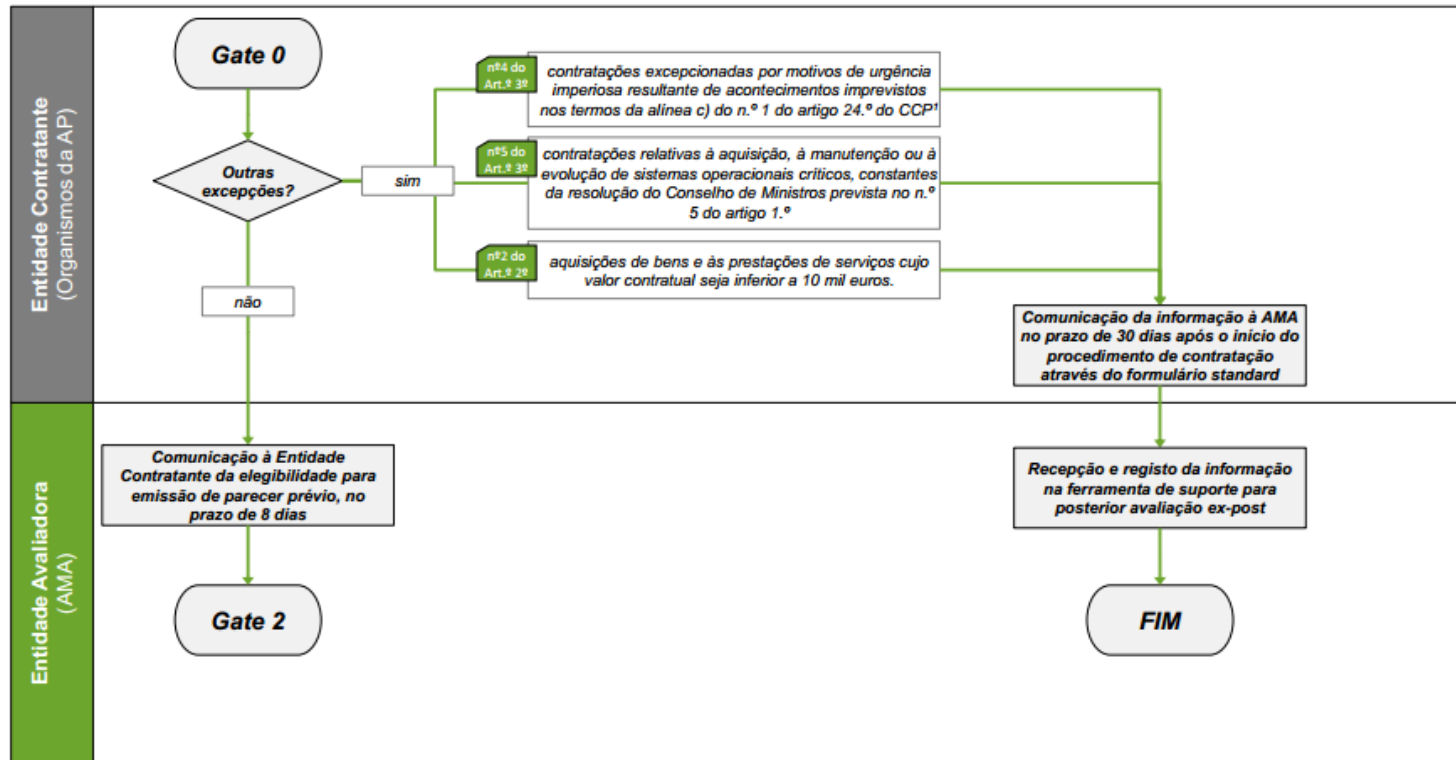 Entidade Contratante
(Organismos da AP)
Gate 0
Outras
excepções?
sim
não
nº4 do
Art.º 3º
contratações excepcionadas por motivos de urgência
imperiosa resultante de acontecimentos imprevistos
nos termos da alínea c) do n.º 1 do artigo 24.º do CCP¹
nº5 do
Art.º 3º
contratações relativas à aquisição, à manutenção ou à
evolução de sistemas operacionais críticos, constantes
da resolução do Conselho de Ministros prevista no n.º
5 do artigo 1.º
nº2 do
Art.º 2º
aquisições de bens e às prestações de serviços cujo
valor contratual seja inferior a 10 mil euros.
Comunicação da informação à AMA
no prazo de 30 dias após o início do
procedimento de contratação
através do formulário standard
Entidade Avaliadora
(AMA)
Comunicação à Entidade
Contratante da elegibilidade para
emissão de parecer prévio, no
prazo de 8 dias
Gate 2
Recepção e registo da informação
na ferramenta de suporte para
posterior avaliação ex-post
FIM